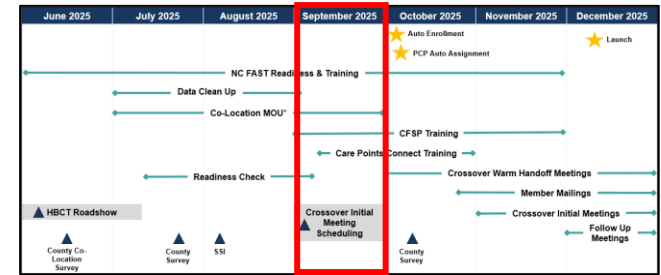 June 2025 July 2025 August 2025 September 2025 October 2025 November 2025 December 2025
Auto Enrollment
Launch
PCP Auto Assignment
NC FAST Readiness & Training
Data Clean Up
Co-Location MOU"
CFSP Training
Care Points Connect Training
Crossover Warm Handoff Meetings
Readiness Check
Member Mailings
HBCT Roadshow
Crossover Initial
Meeting
Scheduling
Crossover Initial Meetings
Follow Up
Meetings
County Co-
Location
Survey
County
Survey
SSI
County
Survey